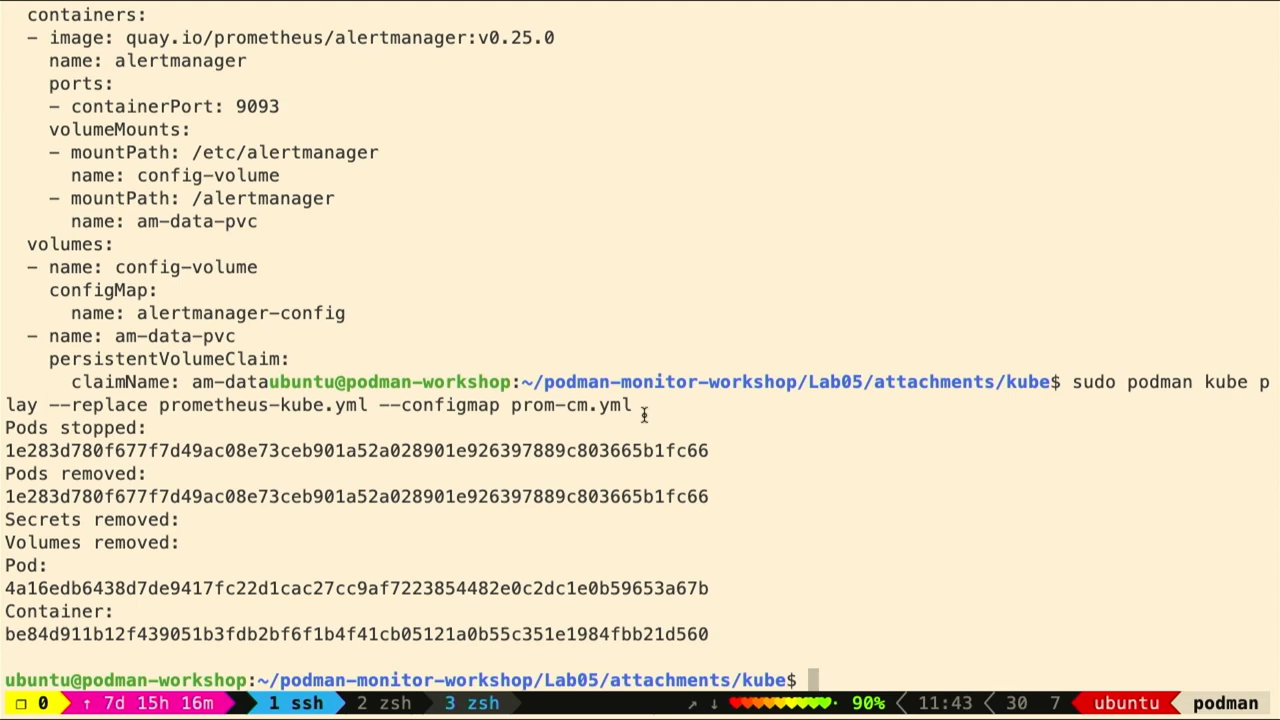 containers:
  - image: quay.io/prometheus/alertmanager:v0.25.0
    name: alertmanager
    ports:
    - containerPort: 9093
    volumeMounts:
    - mountPath: /etc/alertmanager
      name: config-volume
    - mountPath: /alertmanager
      name: am-data-pvc
  volumes:
  - name: config-volume
    configMap:
      name: alertmanager-config
  - name: am-data-pvc
    persistentVolumeClaim:
      claimName: am-dataubuntu@podman-workshop:~/podman-monitor-workshop/Lab05/attachments/kube$ sudo podman kube p
lay --replace prometheus-kube.yml --configmap prom-cm.yml
Pods stopped:
1e283d780f677f7d49ac08e73ceb901a52a028901e926397889c803665b1fc66
Pods removed:
1e283d780f677f7d49ac08e73ceb901a52a028901e926397889c803665b1fc66
Secrets removed:
Volumes removed:
Pod:
4a16edb6438d7de9417fc22d1cac27cc9af7223854482e0c2dc1e0b59653a67b
Container:
be84d911b12f439051b3fdb2bf6f1b4f41cb05121a0b55c351e1984fbb21d560
ubuntu@podman-workshop:~/podman-monitor-workshop/Lab05/attachments/kube$
❐ 0 ↑ 7d 15h 16m 1 ssh 2 zsh 3 zsh ↗ ↓ ♥♥♥♥♥♥♥♥♥· 90% 11:43 30 7 ubuntu podman